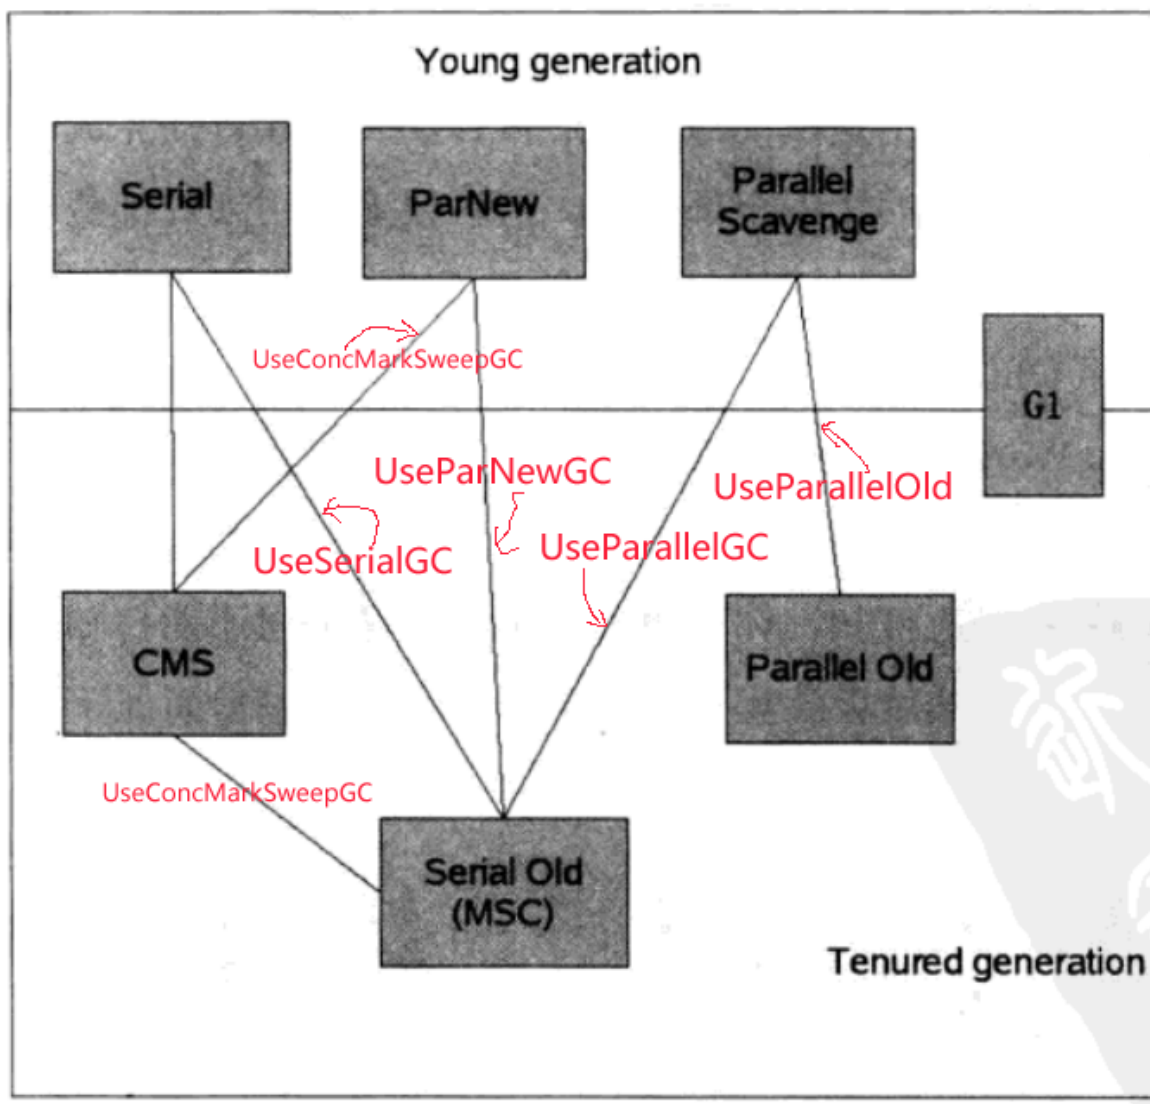 Young generation
Serial
ParNew
Parallel
Scavenge
UseConcMarkSweepGC
G1
UseParNewGC
UseParallelOld
UseSerialGC
UseParallelGC
CMS
Parallel Old
UseConcMarkSweepGC
Serial Old
(MSC)
Tenured generation